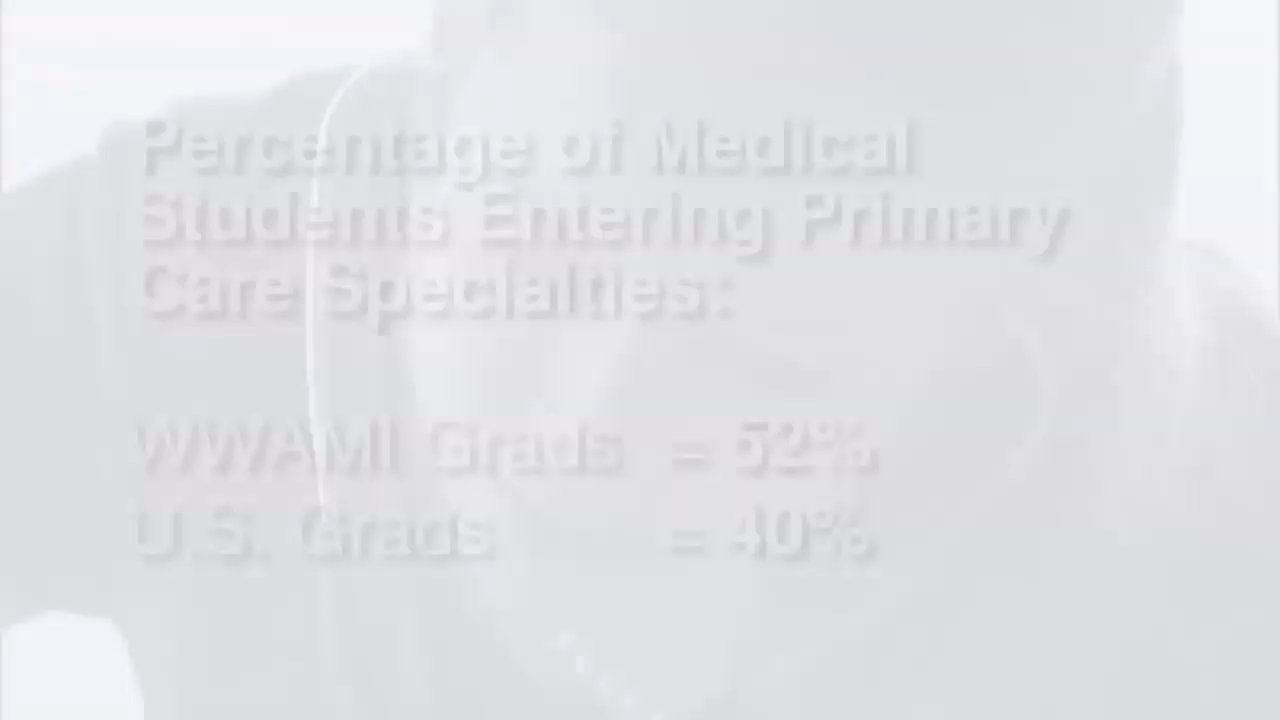 Percentage of Medical
Students Entering Primary
Care Specialties:
WWAMI Grads = 52%
U.S. Grads = 40%